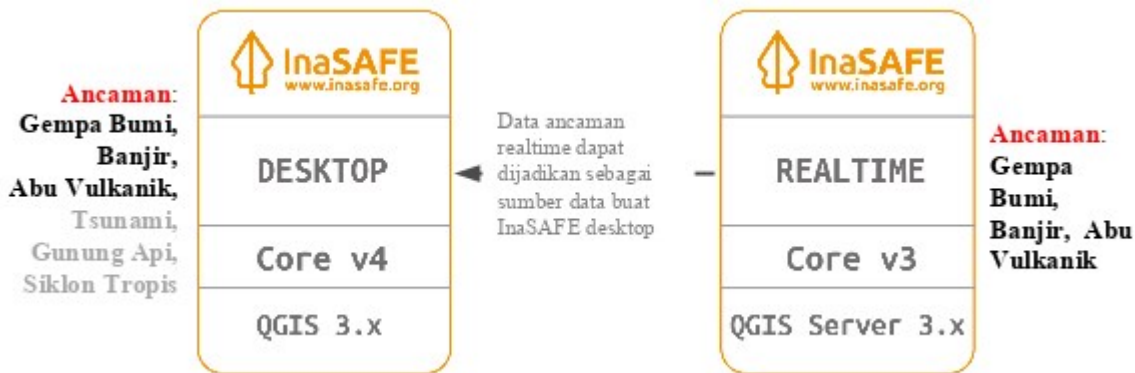 Ancaman:
Gempa Bumi,
Banjir,
Abu Vulkanik,
Tsunami,
Gunung Api,
Siklon Tropis
InaSAFE
www.inasafe.org
DESKTOP
Core v4
QGIS 3.x
Data ancaman
realtime dapat
dijadikan sebagai
sumber data buat
InaSAFE desktop
InaSAFE
www.inasafe.org
REALTIME
Core v3
QGIS Server 3.x
Ancaman:
Gempa
Bumi,
Banjir, Abu
Vulkanik